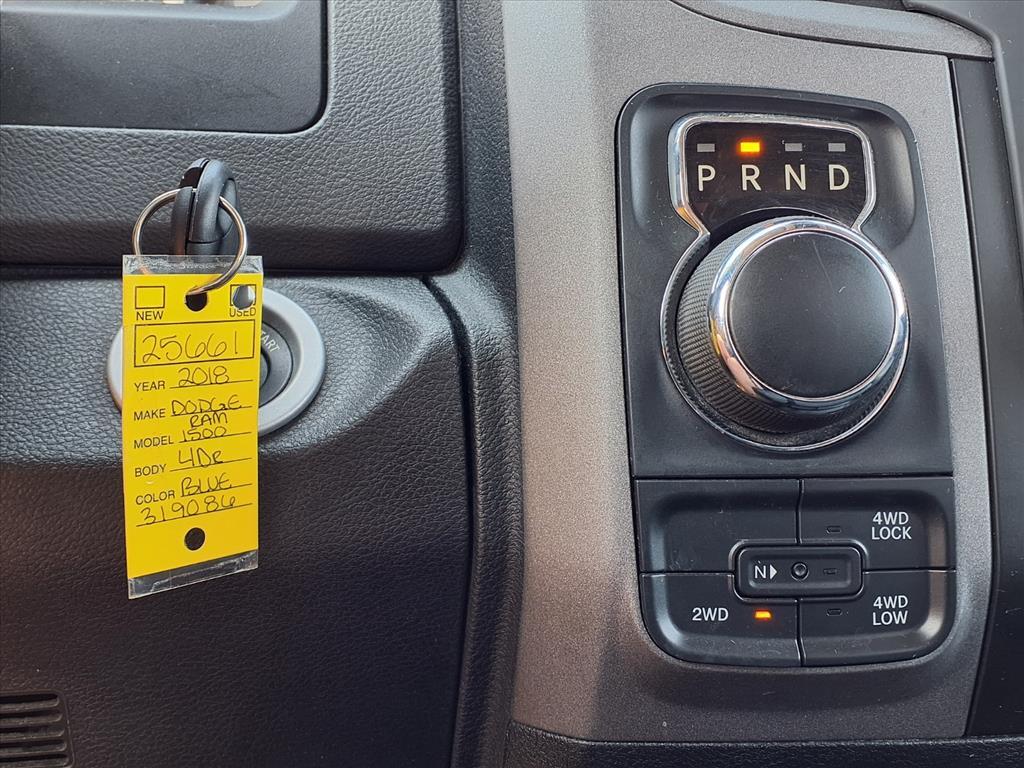 NEW USED
25661
YEAR 2018
MAKE DODGE
RAM
MODEL 1500
BODY 4DR
COLOR BLUE
319086
START
P R N D
4WD
LOCK
N
2WD
4WD
LOW